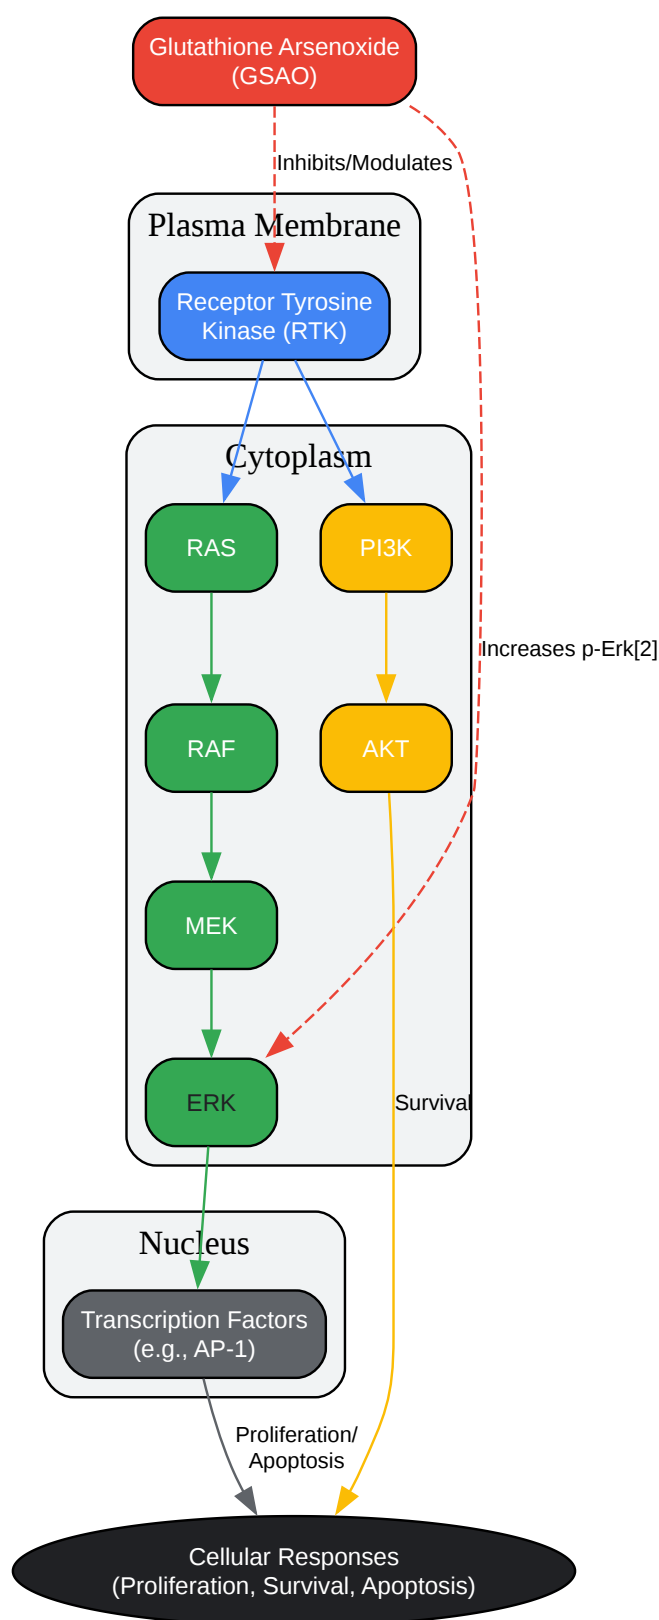 Glutathione Arsenoxide
(GSAO)
Inhibits/Modulates
Plasma Membrane
Receptor Tyrosine
Kinase (RTK)
Cytoplasm
RAS
PI3K
Increases p-Erk[2]
RAF
AKT
MEK
ERK
Survival
Nucleus
Transcription Factors
(e.g., AP-1)
Proliferation/
Apoptosis
Cellular Responses
(Proliferation, Survival, Apoptosis)